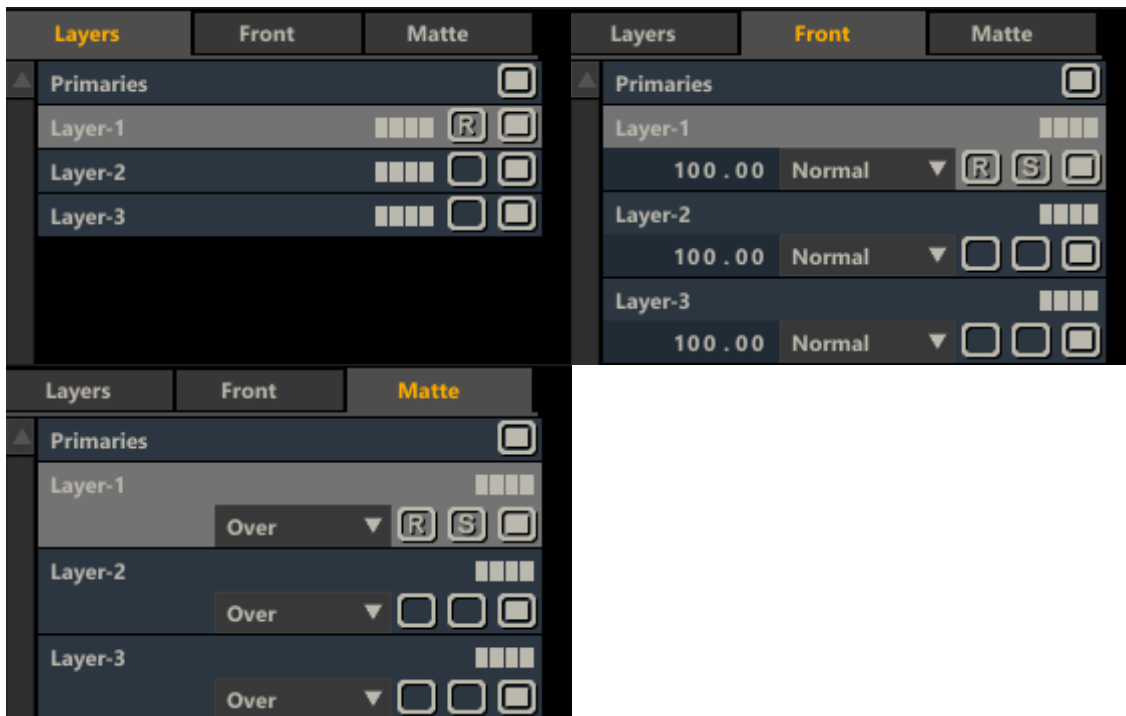 Layers Front Matte
Primaries
Layer-1 R
Layer-2
Layer-3
Layers Front Matte
Primaries
Layer-1
100.00 Normal R S
Layer-2
100.00 Normal
Layer-3
100.00 Normal
Layers Front Matte
Primaries
Layer-1
Over R S
Layer-2
Over
Layer-3
Over